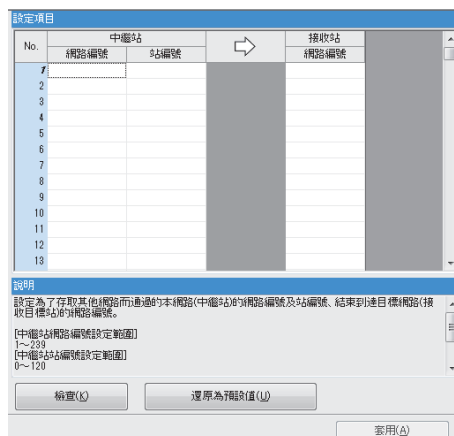 設定項目
No. 中繼站 接收站
網路編號 站編號 網路編號
1
2
3
4
5
6
7
8
9
10
11
12
13
說明
設定為了存取其他網路而通過的本網路(中繼站)的網路編號及站編號、結束到達目標網路(接
收目標站)的網路編號。
[中繼站網路編號設定範圍]
1~239
[中繼站站編號設定範圍]
0~120
檢查(K) 還原為預設值(U)
套用(A)